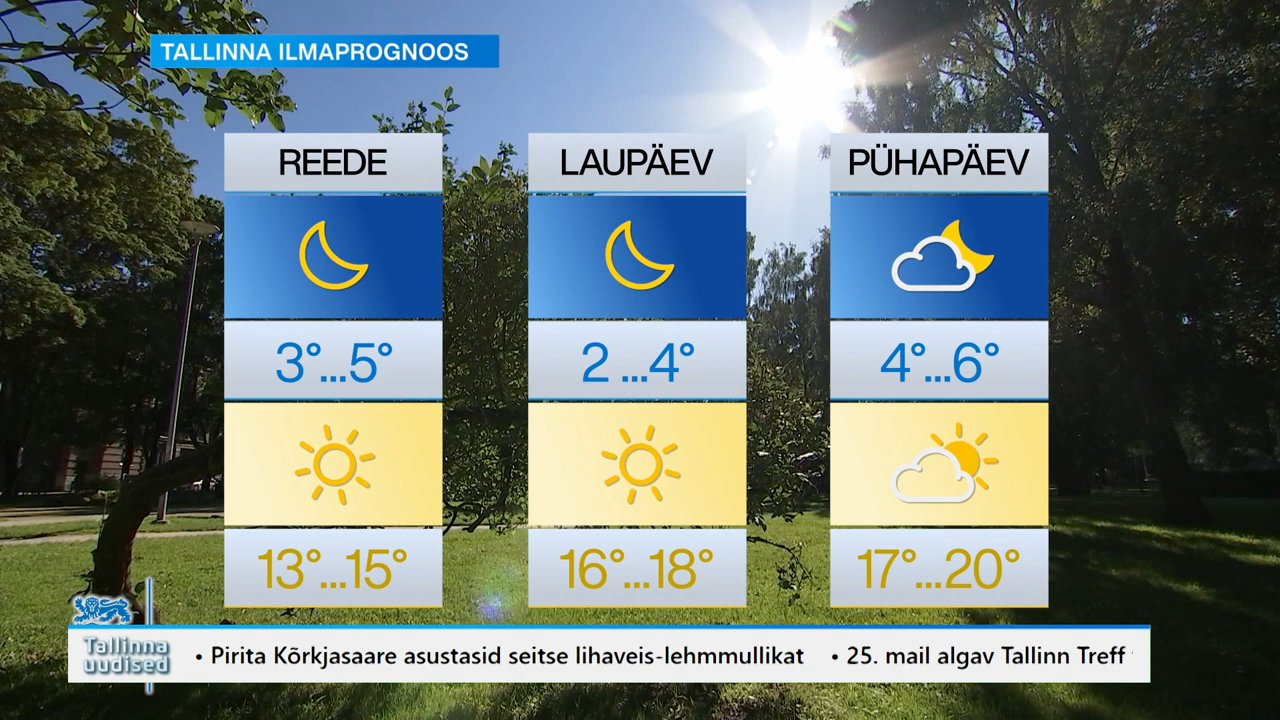 TALLINNA ILMAPROGNOOS
REEDE
LAUPÄEV
PÜHAPÄEV
3°...5°
2 ...4°
4°...6°
13°...15°
16°...18°
17°...20°
Tallinna
uudised
• Pirita Kõrkjasaare asustasid seitse lihaveis-lehmmullikat • 25. mail algav Tallinn Treff